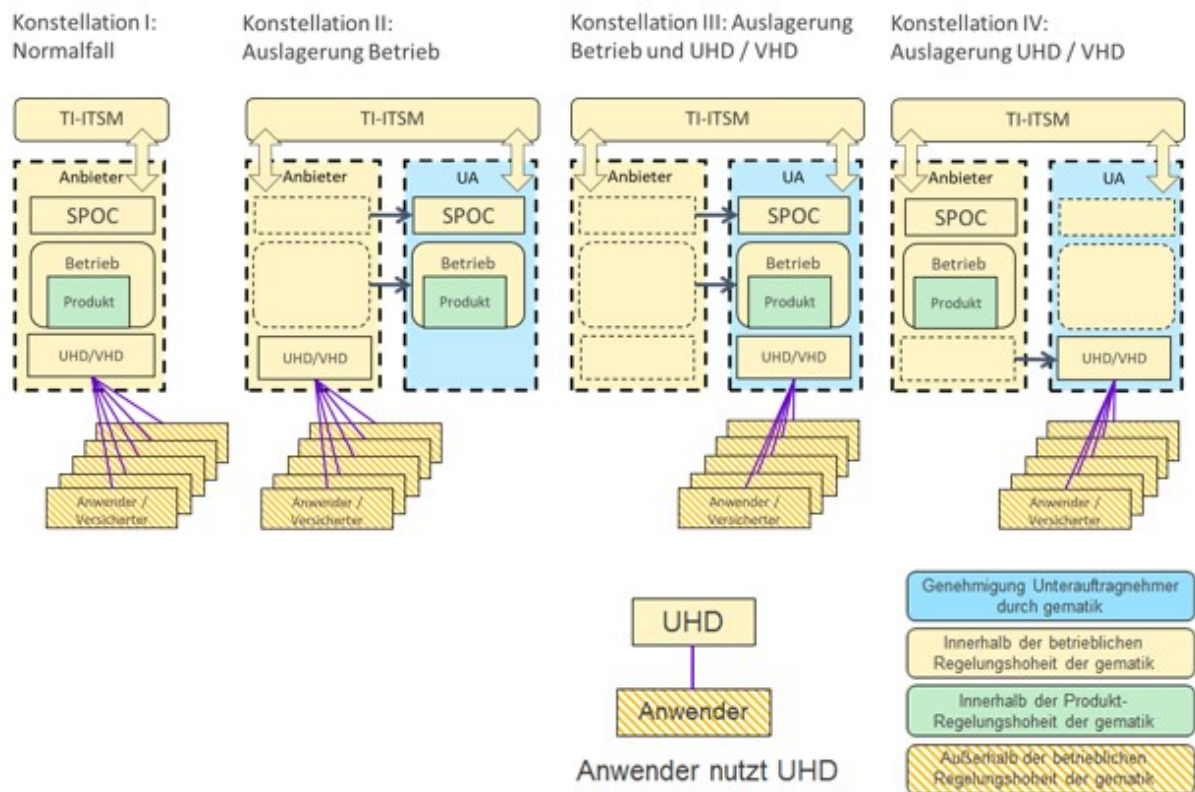 Konstellation I:
Normalfall
Konstellation II:
Auslagerung Betrieb
Konstellation III: Auslagerung
Betrieb und UHD / VHD
Konstellation IV:
Auslagerung UHD / VHD
TI-ITSM
Anbieter
SPOC
Betrieb
Produkt
UHD/VHD
Anwender /
Versicherter
TI-ITSM
Anbieter
UA
SPOC
Betrieb
Produkt
UHD/VHD
Anwender /
Versicherter
TI-ITSM
Anbieter
UA
SPOC
Betrieb
Produkt
UHD/VHD
Anwender /
Versicherter
TI-ITSM
Anbieter
UA
SPOC
Betrieb
Produkt
UHD/VHD
Anwender /
Versicherter
UHD
Anwender
Anwender nutzt UHD
Genehmigung Unterauftragnehmer
durch gematik
Innerhalb der betrieblichen
Regelungshoheit der gematik
Innerhalb der Produkt-
Regelungshoheit der gematik
Außerhalb der betrieblichen
Regelungshoheit der gematik